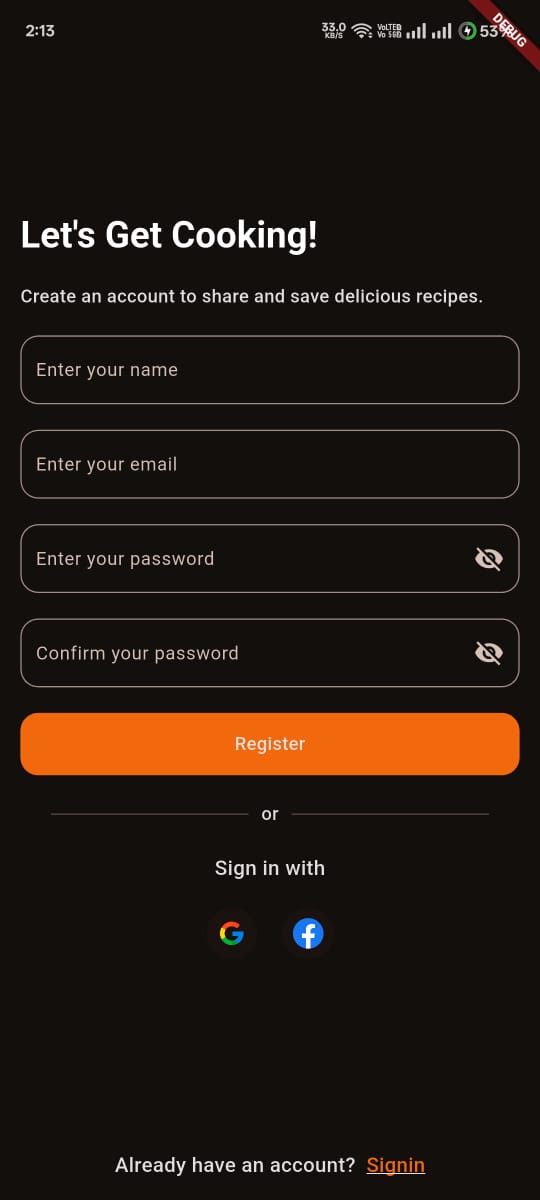 2:13
33.0
KB/S
VoLTE
Vo 5G
53%
DEBUG
Let's Get Cooking!
Create an account to share and save delicious recipes.
Enter your name
Enter your email
Enter your password
Confirm your password
Register
or
Sign in with
Already have an account? Signin